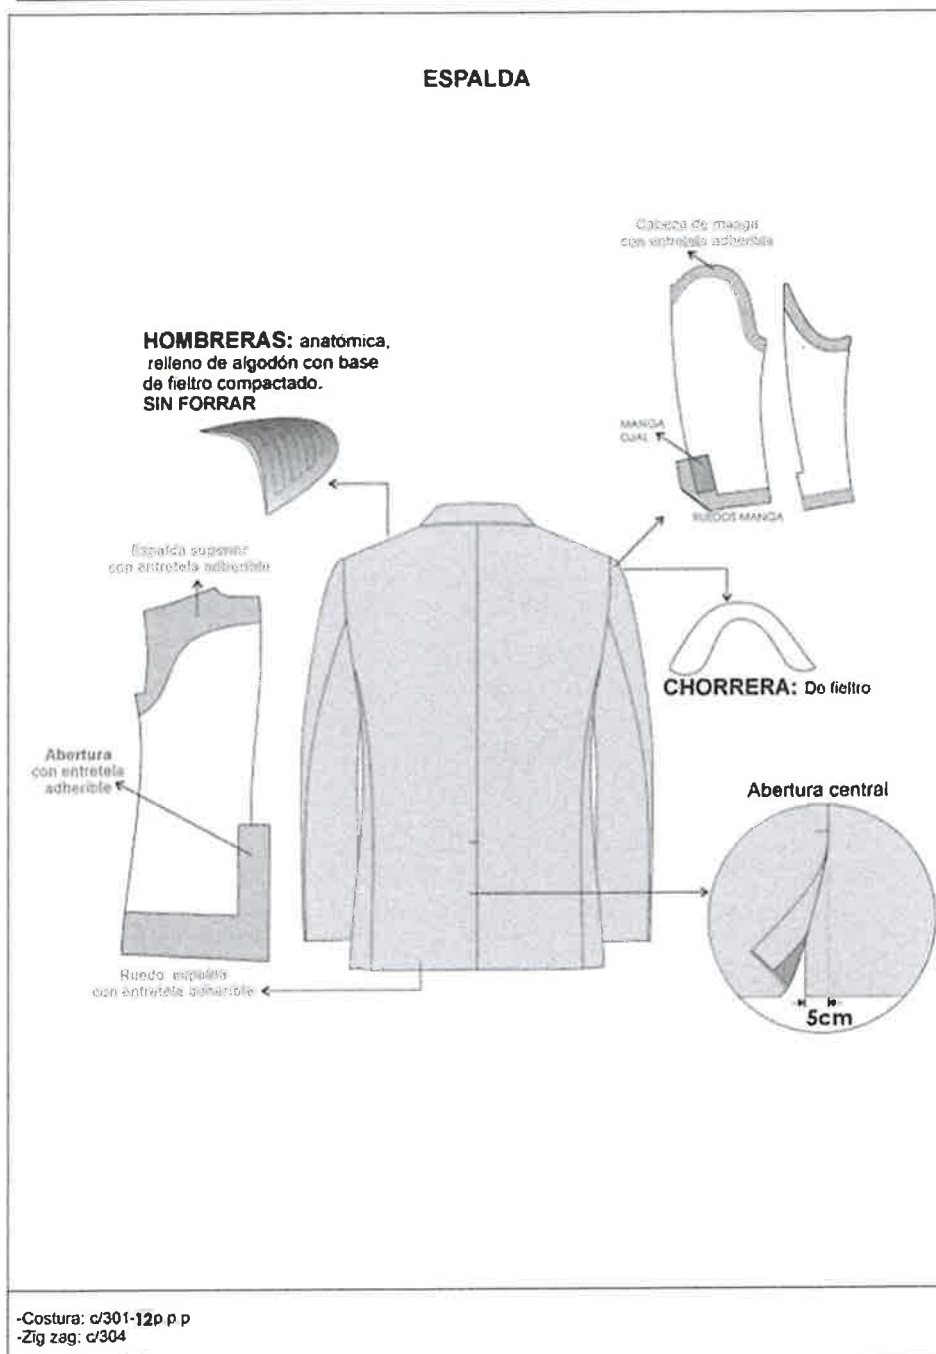 ESPALDA
Cabeza de manga
con entretela adherible
HOMBRERAS: anatómica,
relleno de algodón con base
de fieltro compactado.
SIN FORRAR
MANGA
OJAL
RUEDOS MANGA
Espalda superior
con entretela adherible
CHORRERA: De fieltro
Abertura
con entretela
adherible
Abertura central
Ruedo espalda
con entretela adherible
5cm
-Costura: c/301-12p.p.p
-Zig zag: c/304